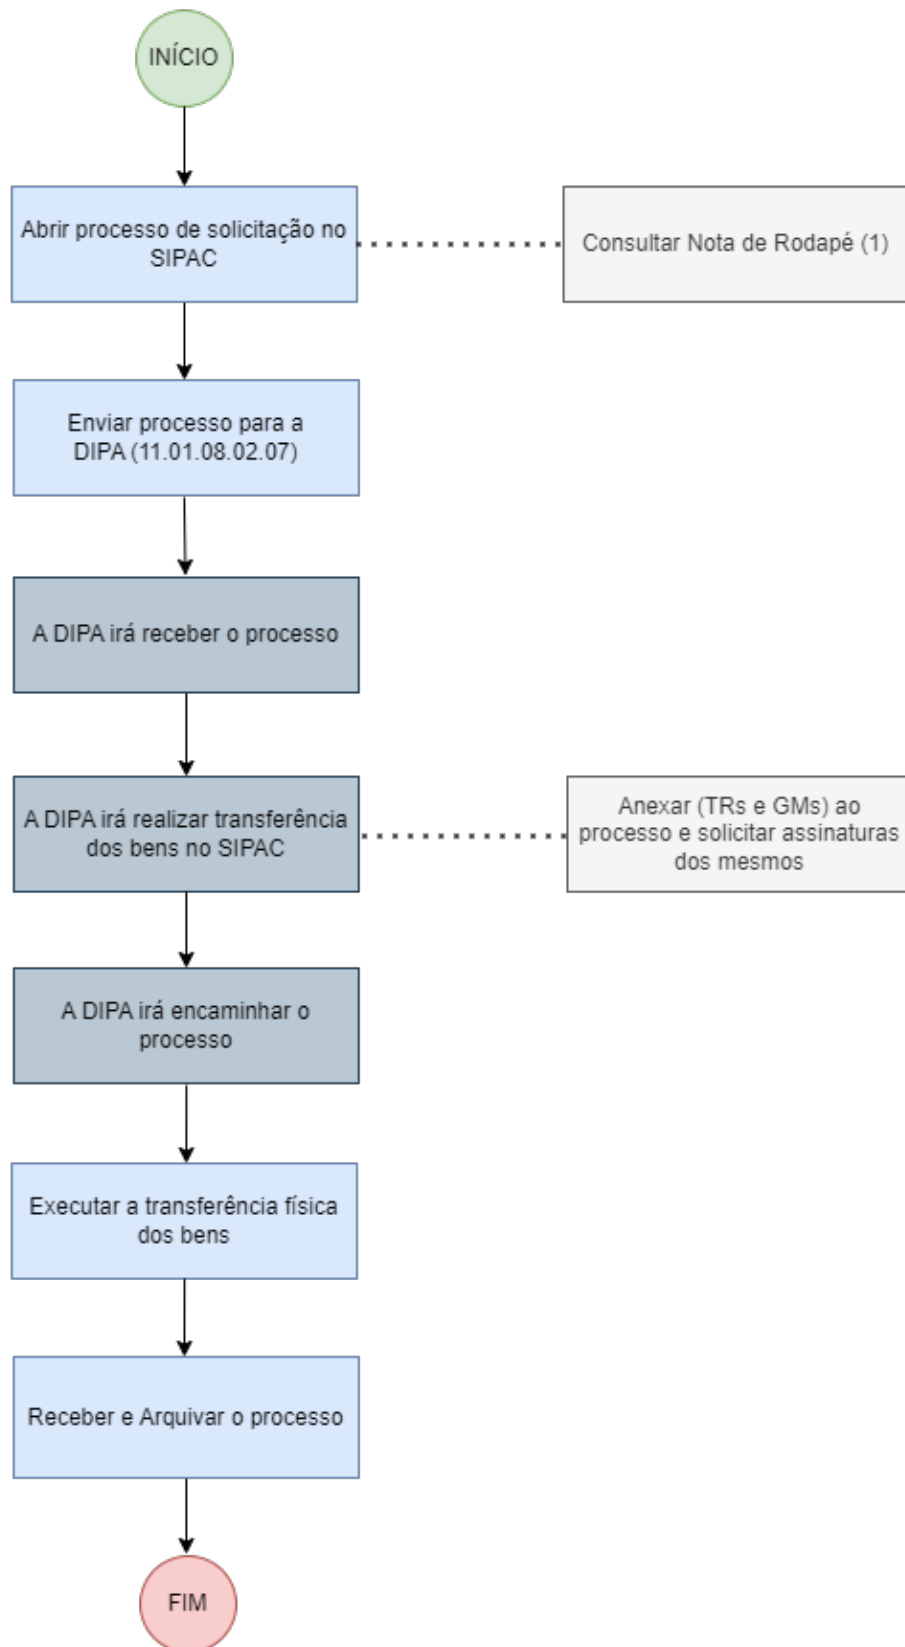 INÍCIO
Abrir processo de solicitação no
SIPAC
Consultar Nota de Rodapé (1)
Enviar processo para a
DIPA (11.01.08.02.07)
A DIPA irá receber o processo
A DIPA irá realizar transferência
dos bens no SIPAC
Anexar (TRs e GMs) ao
processo e solicitar assinaturas
dos mesmos
A DIPA irá encaminhar o
processo
Executar a transferência física
dos bens
Receber e Arquivar o processo
FIM